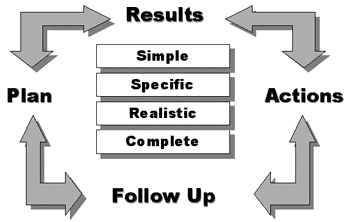 Results
Simple
Specific
Plan
Actions
Realistic
Complete
Follow Up